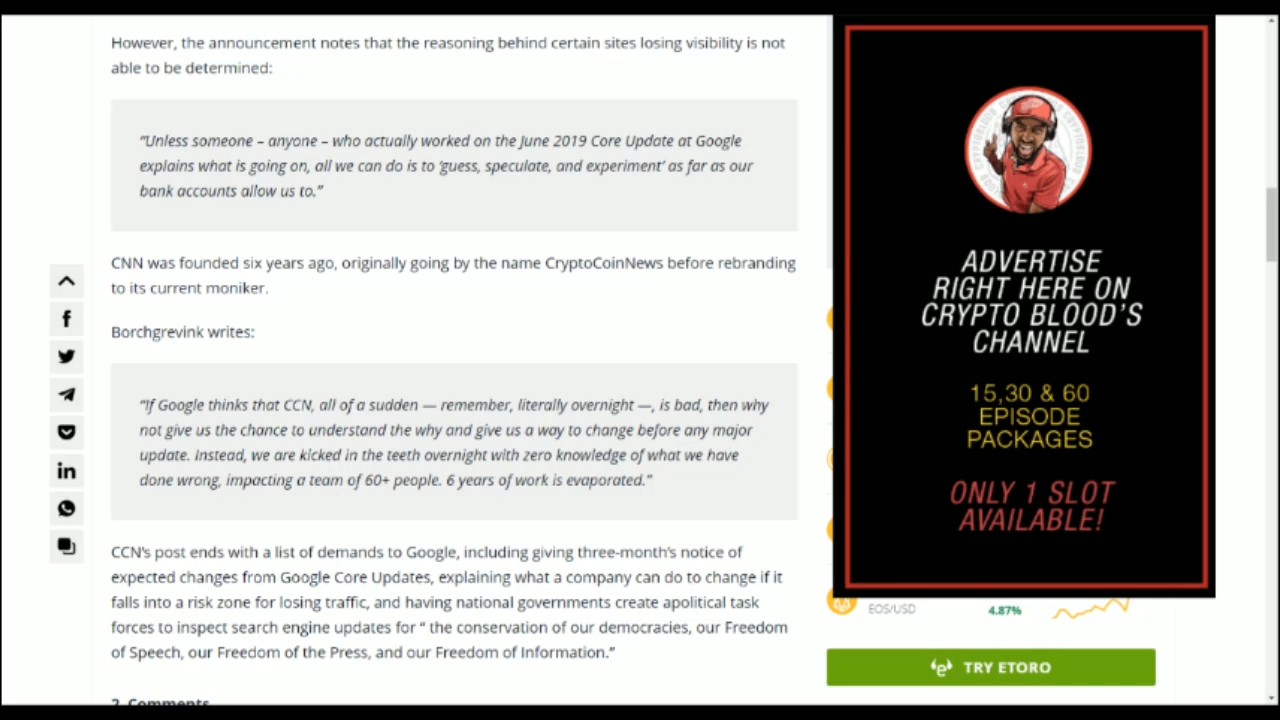 However, the announcement notes that the reasoning behind certain sites losing visibility is not
able to be determined:
“Unless someone – anyone – who actually worked on the June 2019 Core Update at Google
explains what is going on, all we can do is to ‘guess, speculate, and experiment’ as far as our
bank accounts allow us to.”
CNN was founded six years ago, originally going by the name CryptoCoinNews before rebranding
to its current moniker.
Borchgrevink writes:
“If Google thinks that CCN, all of a sudden — remember, literally overnight —, is bad, then why
not give us the chance to understand the why and give us a way to change before any major
update. Instead, we are kicked in the teeth overnight with zero knowledge of what we have
done wrong, impacting a team of 60+ people. 6 years of work is evaporated.”
CCN’s post ends with a list of demands to Google, including giving three-month’s notice of
expected changes from Google Core Updates, explaining what a company can do to change if it
falls into a risk zone for losing traffic, and having national governments create apolitical task
forces to inspect search engine updates for “ the conservation of our democracies, our Freedom
of Speech, our Freedom of the Press, and our Freedom of Information.”
2 Comments
ADVERTISE
RIGHT HERE ON
CRYPTO BLOOD'S
CHANNEL
15,30 & 60
EPISODE
PACKAGES
ONLY 1 SLOT
AVAILABLE!
EOS/USD
4.87%
TRY ETORO